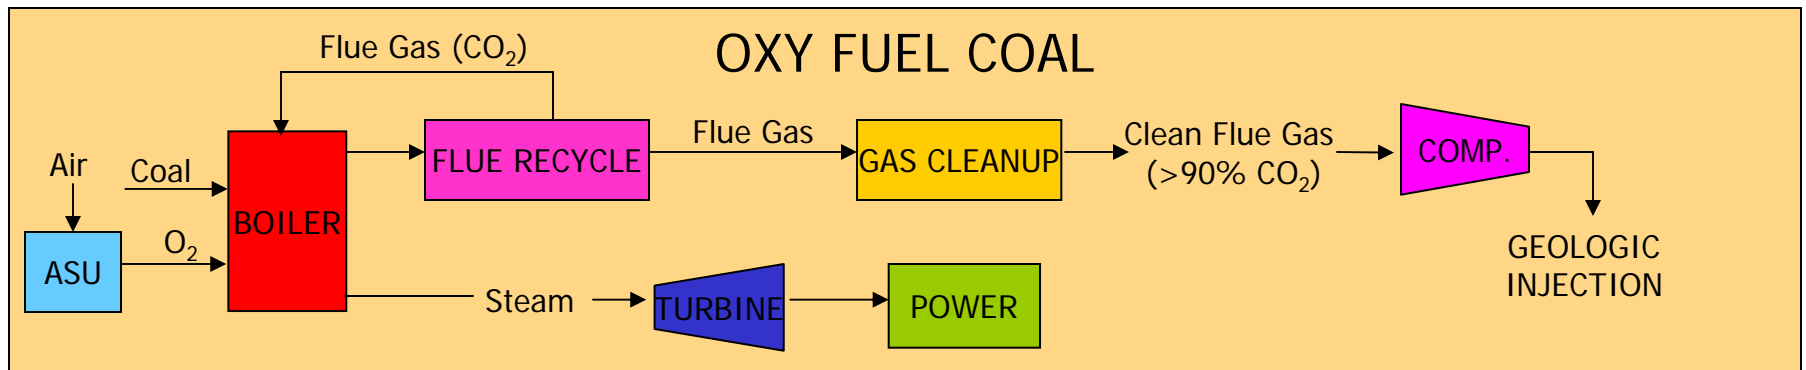 OXY FUEL COAL
Flue Gas (CO₂)
Air
Coal
O₂
ASU
BOILER
FLUE RECYCLE
Flue Gas
GAS CLEANUP
Clean Flue Gas
(>90% CO₂)
COMP.
GEOLOGIC
INJECTION
Steam
TURBINE
POWER